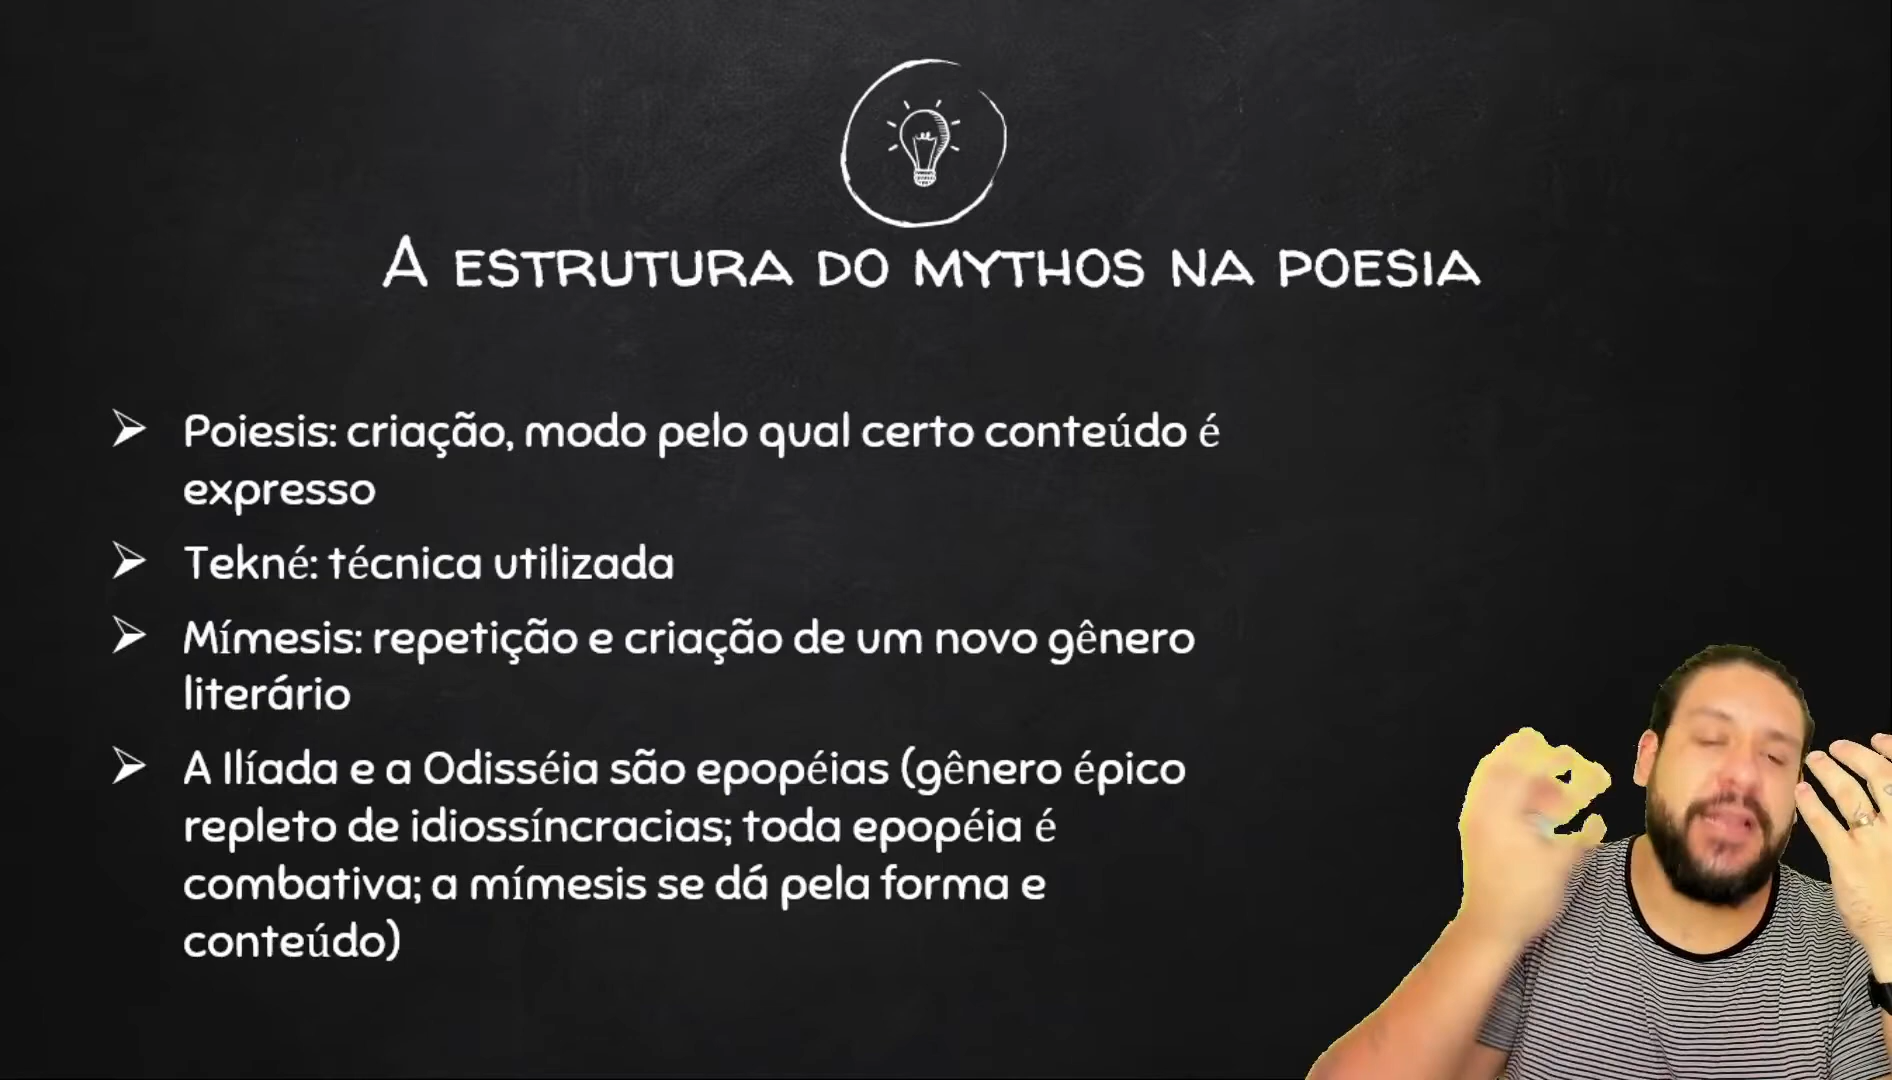 A ESTRUTURA DO MYTHOS NA POESIA
Poiesis: criação, modo pelo qual certo conteúdo é
expresso
Tekné: técnica utilizada
Mímesis: repetição e criação de um novo gênero
literário
A Ilíada e a Odisséia são epopéias (gênero épico
repleto de idiossíncracias; toda epopéia é
combativa; a mímesis se dá pela forma e
conteúdo)